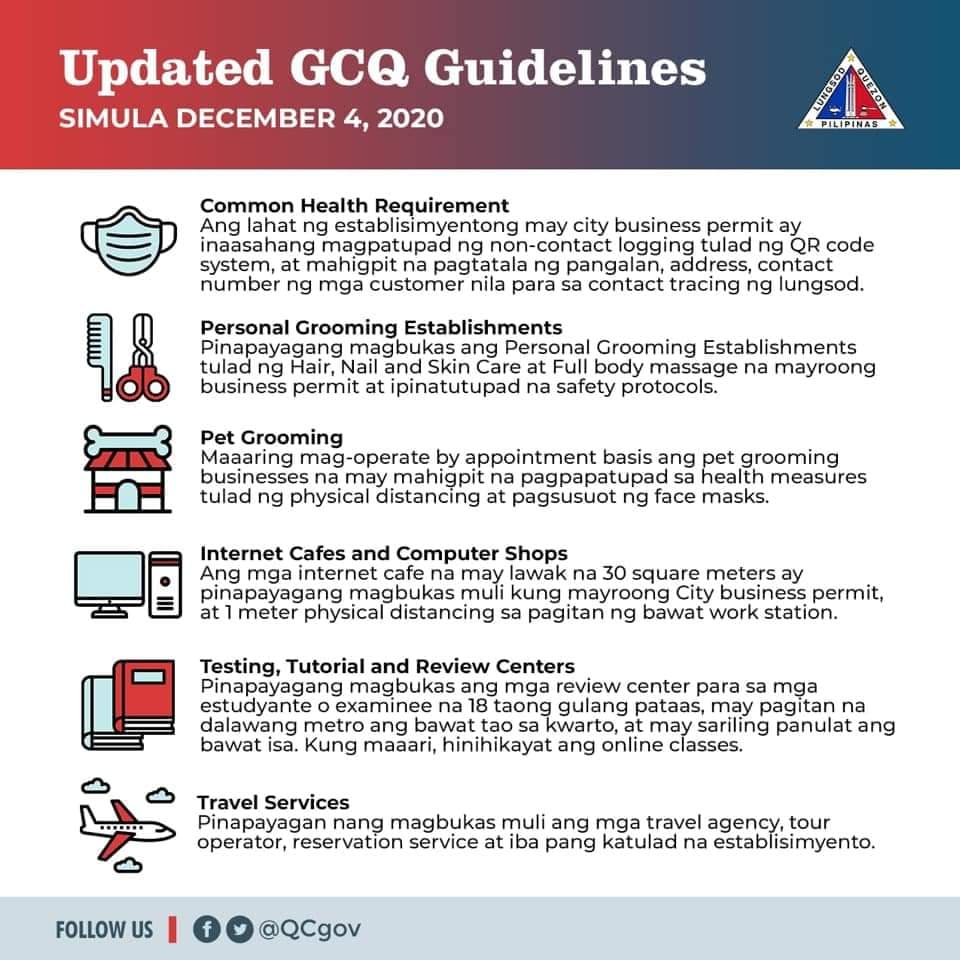 Updated GCQ Guidelines
SIMULA DECEMBER 4, 2020
LUNGSOD QUEZON
PILIPINAS
Common Health Requirement
Ang lahat ng establisimyentong may city business permit ay
inaasahang magpatupad ng non-contact logging tulad ng QR code
system, at mahigpit na pagtatala ng pangalan, address, contact
number ng mga customer nila para sa contact tracing ng lungsod.
Personal Grooming Establishments
Pinapayagang magbukas ang Personal Grooming Establishments
tulad ng Hair, Nail and Skin Care at Full body massage na mayroong
business permit at ipinatutupad na safety protocols.
Pet Grooming
Maaaring mag-operate by appointment basis ang pet grooming
businesses na may mahigpit na pagpapatupad sa health measures
tulad ng physical distancing at pagsusuot ng face masks.
Internet Cafes and Computer Shops
Ang mga internet cafe na may lawak na 30 square meters ay
pinapayagang magbukas muli kung mayroong City business permit,
at 1 meter physical distancing sa pagitan ng bawat work station.
Testing, Tutorial and Review Centers
Pinapayagang magbukas ang mga review center para sa mga
estudyante o examinee na 18 taong gulang pataas, may pagitan na
dalawang metro ang bawat tao sa kwarto, at may sariling panulat ang
bawat isa. Kung maaari, hinihikayat ang online classes.
Travel Services
Pinapayagan nang magbukas muli ang mga travel agency, tour
operator, reservation service at iba pang katulad na establisimyento.
FOLLOW US | @QCgov